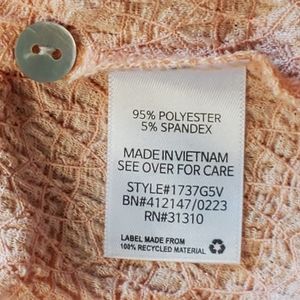 95% POLYESTER
5% SPANDEX
MADE IN VIETNAM
SEE OVER FOR CARE
STYLE#1737G5V
BN#412147/0223
RN#31310
LABEL MADE FROM
100% RECYCLED MATERIAL